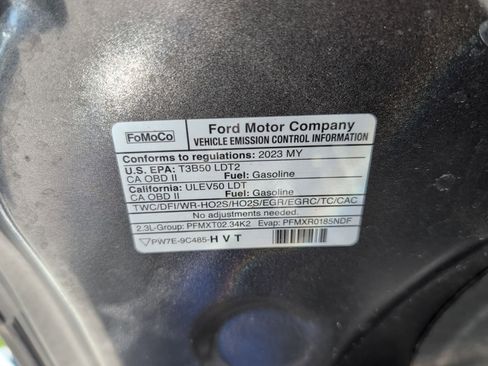 FoMoCo
Ford Motor Company
VEHICLE EMISSION CONTROL INFORMATION
Conforms to regulations: 2023 MY
U.S. EPA: T3B50 LDT2
CA OBD II Fuel: Gasoline
California: ULEV50 LDT
CA OBD II Fuel: Gasoline
TWC/DFI/WR-HO2S/HO2S/EGR/EGRC/TC/CAC
No adjustments needed.
2.3L-Group: PFMXT02.34K2 Evap: PFMXR0185NDF
PW7E-9C485-HVT